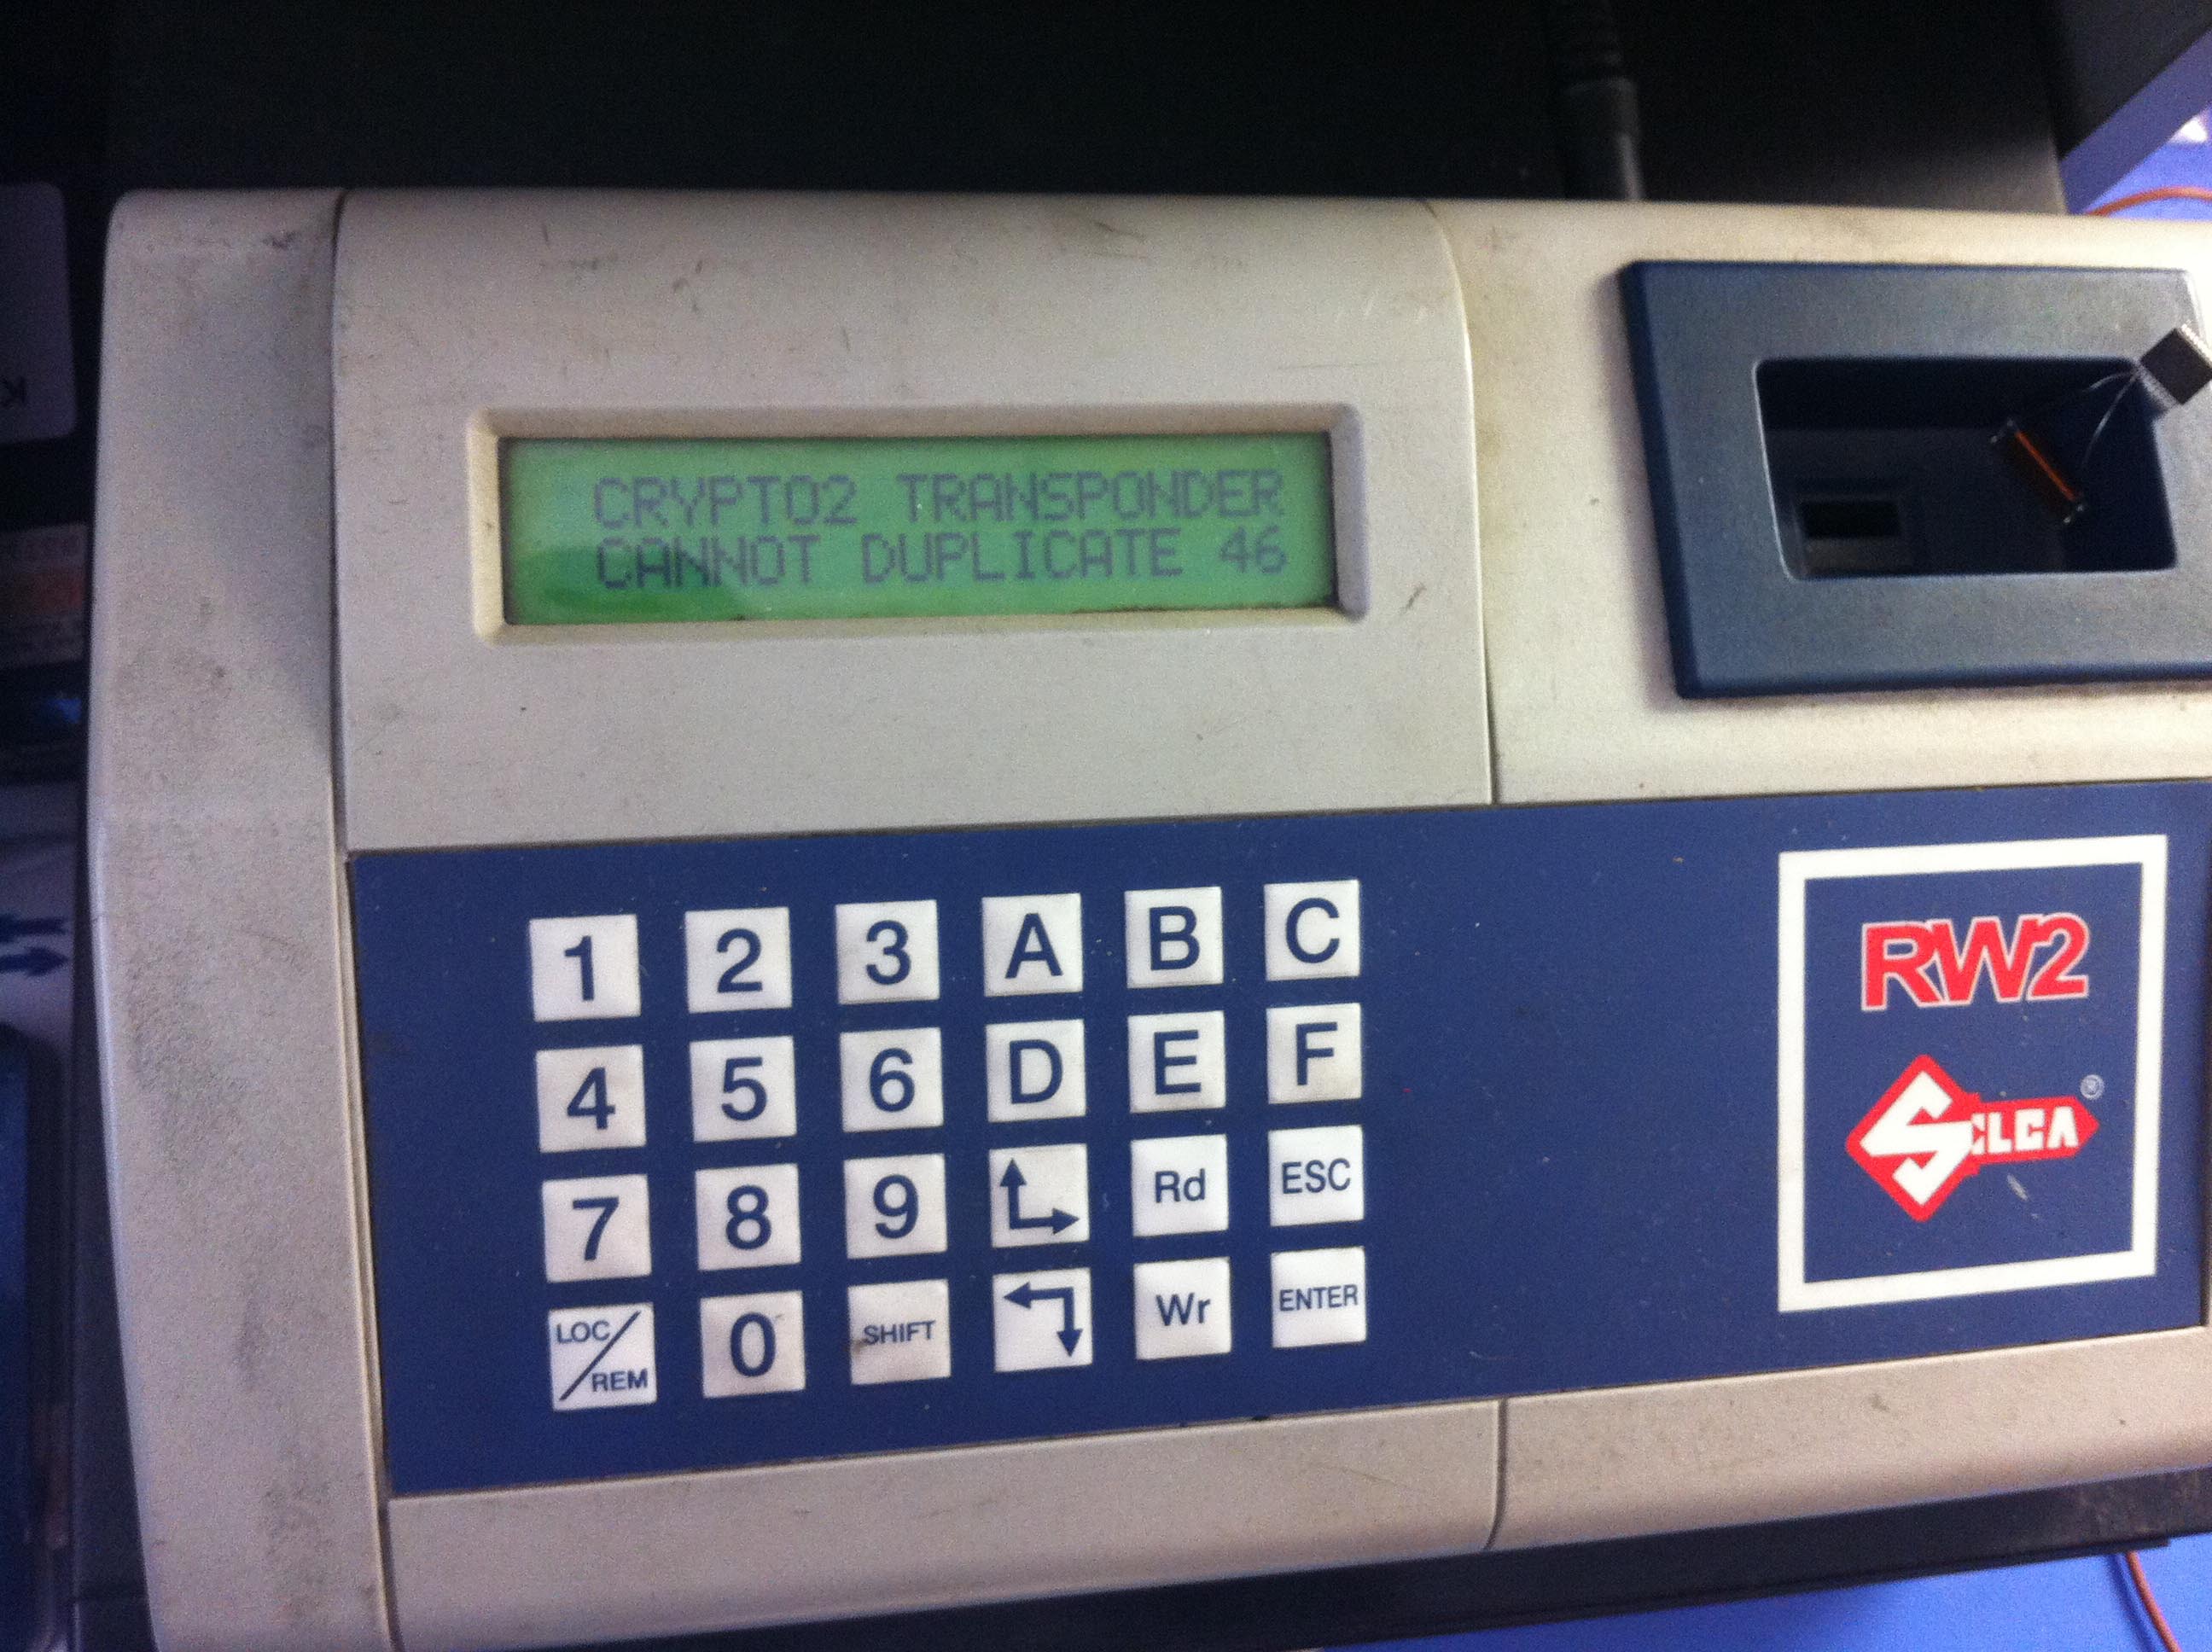 CRYPTO2 TRANSPONDER
CANNOT DUPLICATE 46
1 2 3 A B C
4 5 6 D E F
7 8 9 Rd ESC
LOC/REM 0 SHIFT Wr ENTER
RW2
SILCA®
K